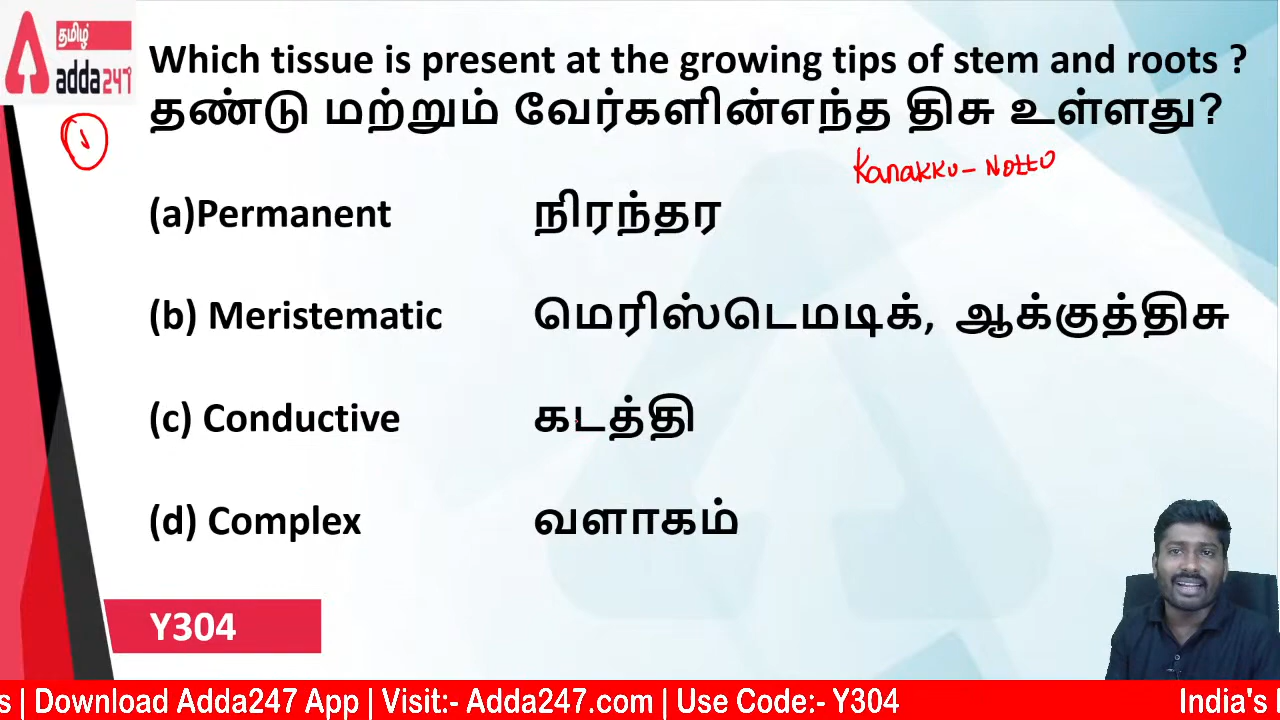 தமிழ்
adda247
Which tissue is present at the growing tips of stem and roots ?
தண்டு மற்றும் வேர்களின்எந்த திசு உள்ளது?
Kanakku - Notto
(a)Permanent நிரந்தர
(b) Meristematic மெரிஸ்டெமடிக், ஆக்குத்திசு
(c) Conductive கடத்தி
(d) Complex வளாகம்
Y304
s | Download Adda247 App | Visit:- Adda247.com | Use Code:- Y304 India's